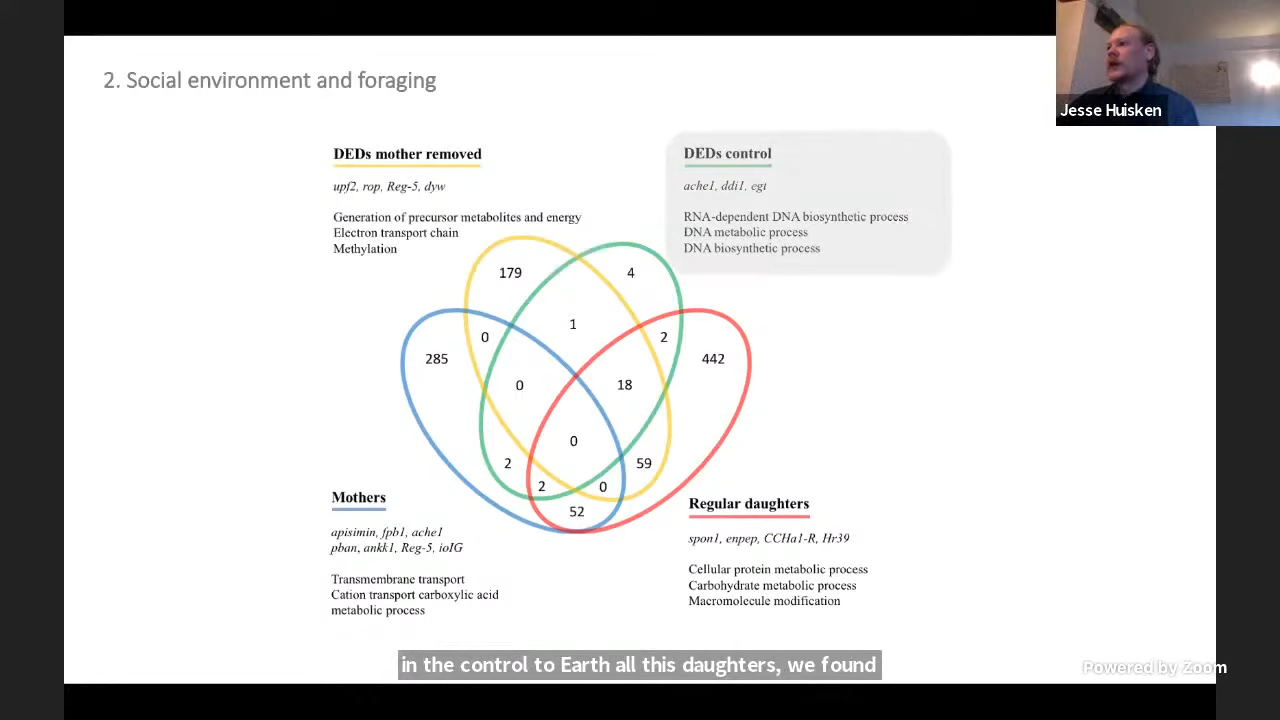 Jesse Huisken
2. Social environment and foraging
DEDs mother removed
upf2, rop, Reg-5, dyw
Generation of precursor metabolites and energy
Electron transport chain
Methylation
DEDs control
ache1, ddi1, egt
RNA-dependent DNA biosynthetic process
DNA metabolic process
DNA biosynthetic process
179
4
0
1
2
285
442
0
18
0
2
59
2
0
52
Mothers
apisimin, fpb1, ache1
pban, ankk1, Reg-5, ioIG
Transmembrane transport
Cation transport carboxylic acid
metabolic process
Regular daughters
spon1, enpep, CCHa1-R, Hr39
Cellular protein metabolic process
Carbohydrate metabolic process
Macromolecule modification
in the control to Earth all this daughters, we found
Powered by Zoom